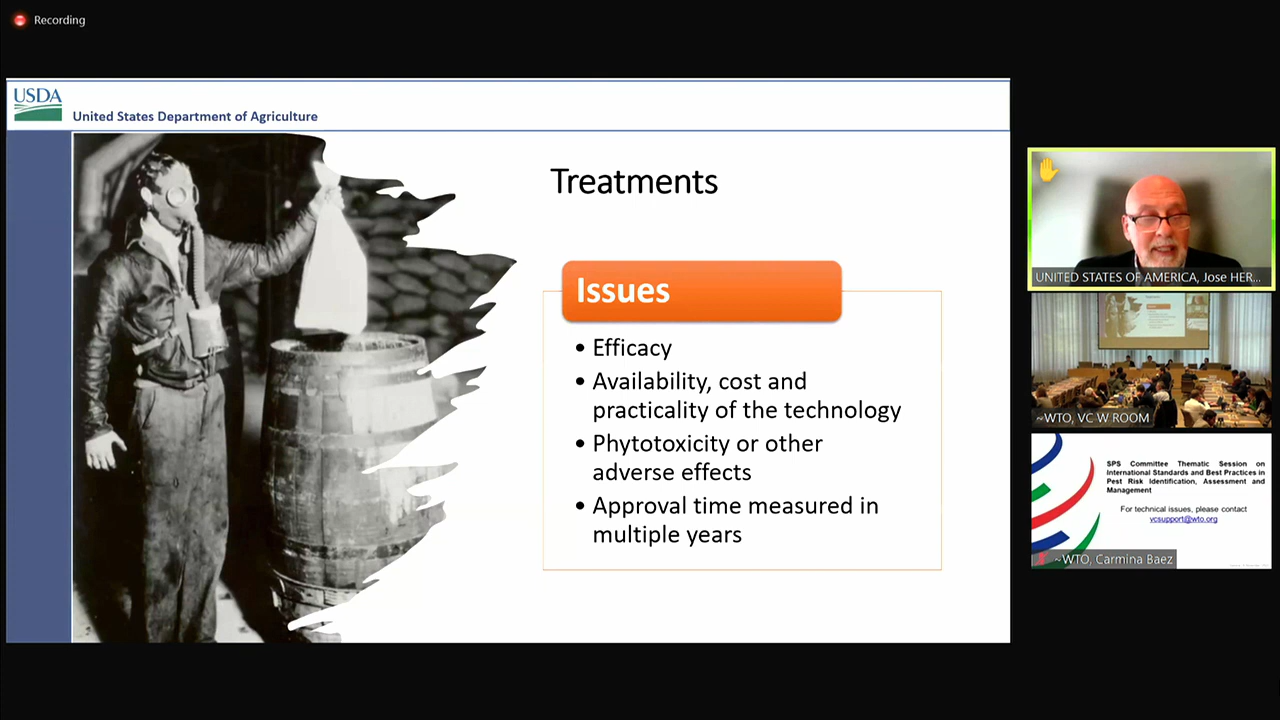 Recording
USDA
United States Department of Agriculture
Treatments
Issues
• Efficacy
• Availability, cost and
practicality of the technology
• Phytotoxicity or other
adverse effects
• Approval time measured in
multiple years
UNITED STATES OF AMERICA, Jose HER...
~WTO, VC W ROOM
SPS Committee Thematic Session on
International Standards and Best Practices in
Pest Risk Identification, Assessment and
Management
For technical issues, please contact
vcsupport@wto.org
~WTO, Carmina Baez